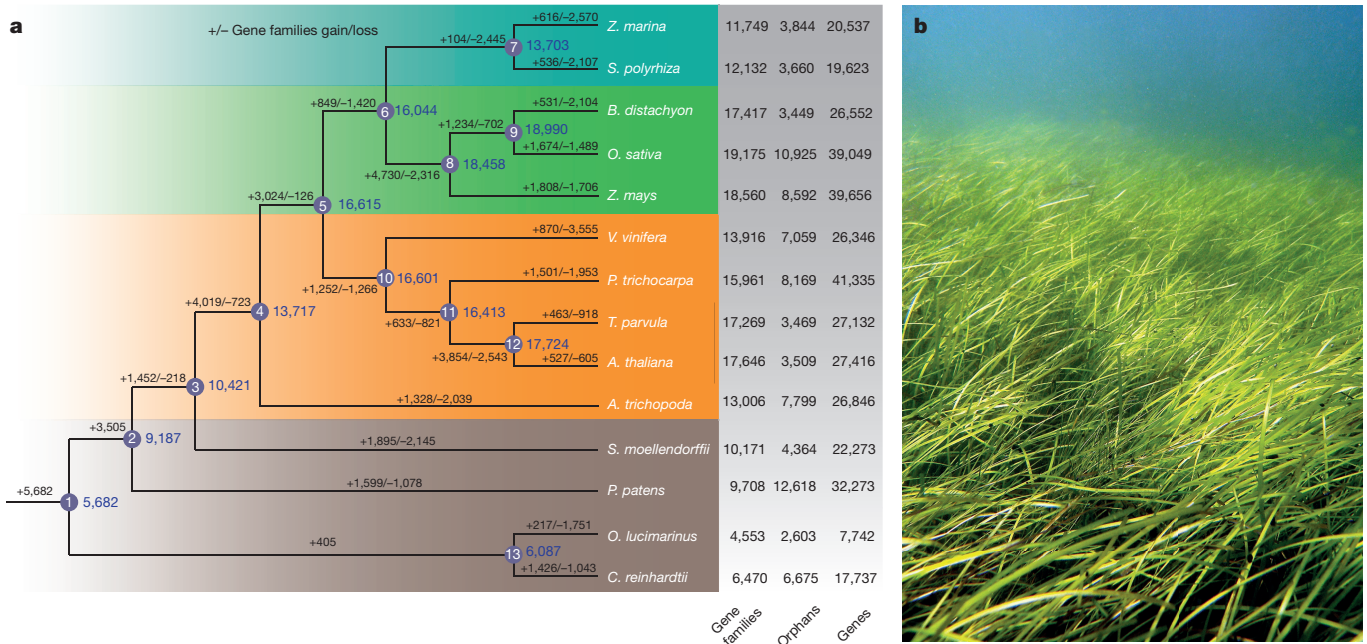 a
+/– Gene families gain/loss
+616/–2,570
Z. marina 11,749 3,844 20,537
+104/–2,445
7 13,703
+536/–2,107
S. polyrhiza 12,132 3,660 19,623
+849/–1,420
6 16,044
+531/–2,104
B. distachyon 17,417 3,449 26,552
+1,234/–702
9 18,990
+1,674/–1,489
O. sativa 19,175 10,925 39,049
8 18,458
+4,730/–2,316
+1,808/–1,706
Z. mays 18,560 8,592 39,656
+3,024/–126
5 16,615
+870/–3,555
V. vinifera 13,916 7,059 26,346
10 16,601
+1,252/–1,266
+1,501/–1,953
P. trichocarpa 15,961 8,169 41,335
+4,019/–723
4 13,717
11 16,413
+633/–821
+463/–918
T. parvula 17,269 3,469 27,132
12 17,724
+3,854/–2,543
+527/–605
A. thaliana 17,646 3,509 27,416
+1,452/–218
3 10,421
+1,328/–2,039
A. trichopoda 13,006 7,799 26,846
+3,505
2 9,187
+1,895/–2,145
S. moellendorffii 10,171 4,364 22,273
+5,682
1 5,682
+1,599/–1,078
P. patens 9,708 12,618 32,273
+217/–1,751
O. lucimarinus 4,553 2,603 7,742
+405
13 6,087
+1,426/–1,043
C. reinhardtii 6,470 6,675 17,737
Gene
families
Orphans
Genes
b